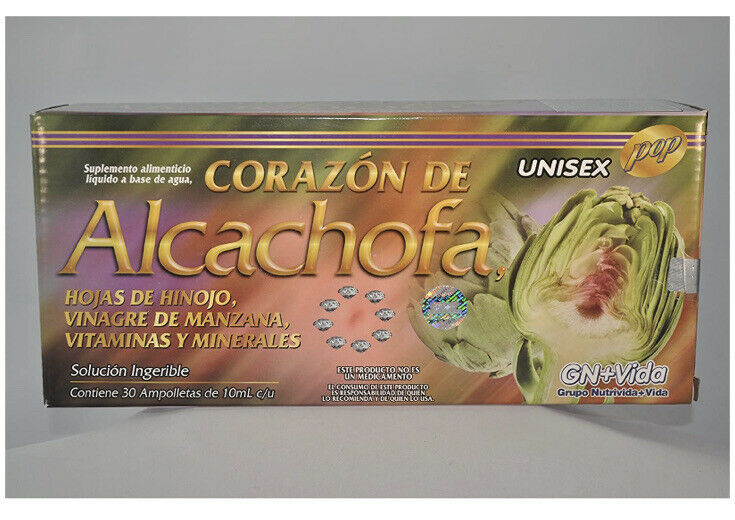 Suplemento alimenticio
líquido a base de agua,
CORAZÓN DE
Alcachofa,
UNISEX
pop
HOJAS DE HINOJO,
VINAGRE DE MANZANA,
VITAMINAS Y MINERALES
Solución Ingerible
Contiene 30 Ampolletas de 10mL c/u
ESTE PRODUCTO NO ES
UN MEDICAMENTO
EL CONSUMO DE ESTE PRODUCTO
ES RESPONSABILIDAD DE QUIEN
LO RECOMIENDA Y DE QUIEN LO USA.
GN+Vida
Grupo Nutrivida+Vida